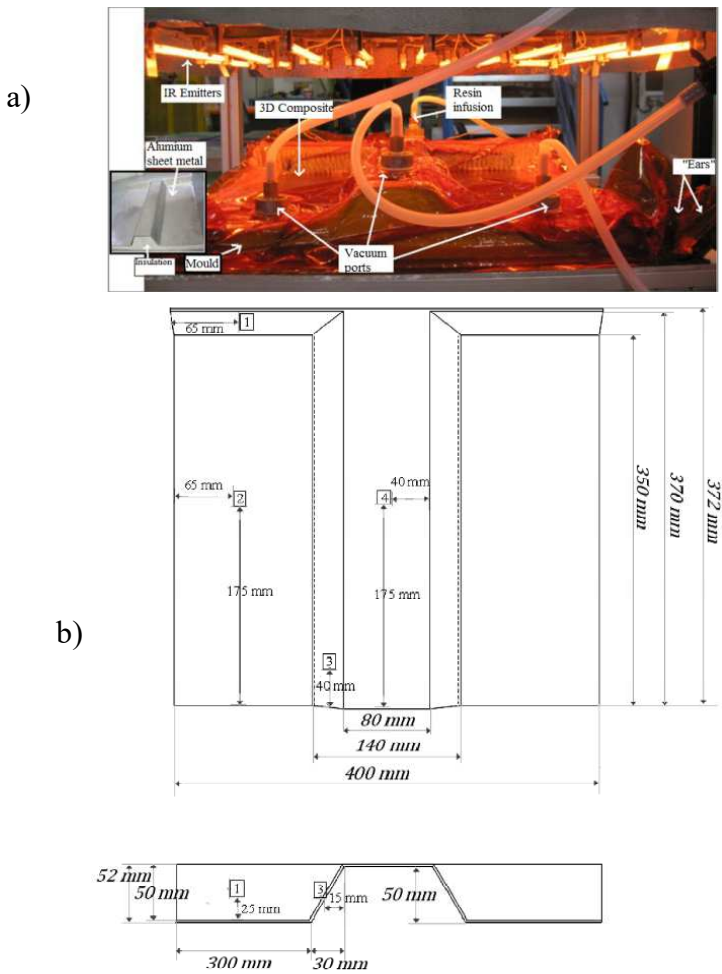 a)
IR Emitters
3D Composite
Resin
infusion
Alumium
sheet metal
"Ears"
Insulation
Mould
Vacuum
ports
65 mm
1
65 mm
2
40 mm
4
175 mm
175 mm
350 mm
370 mm
372 mm
b)
3
40 mm
80 mm
140 mm
400 mm
52 mm
50 mm
1
25 mm
3
15 mm
50 mm
300 mm
30 mm